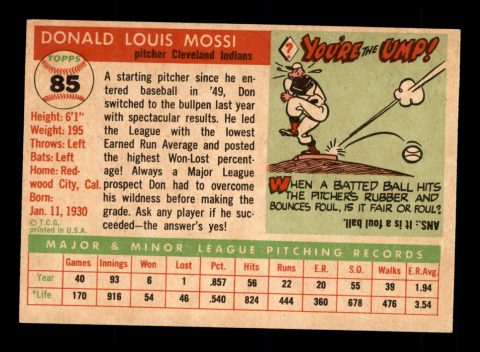 DONALD LOUIS MOSSI
pitcher Cleveland Indians
TOPPS
85
Height: 6'1"
Weight: 195
Throws: Left
Bats: Left
Home: Red-
wood City, Cal.
Born:
Jan. 11, 1930
© T.C.G.
printed in U.S.A.
A starting pitcher since he en-
tered baseball in '49, Don
switched to the bullpen last year
with spectacular results. He led
the League with the lowest
Earned Run Average and posted
the highest Won-Lost percent-
age! Always a Major League
prospect Don had to overcome
his wildness before making the
grade. Ask any player if he suc-
ceeded—the answer's yes!
? YOU'RE THE UMP!
WHEN A BATTED BALL HITS
THE PITCHER'S RUBBER AND
BOUNCES FOUL, IS IT FAIR OR FOUL?
ANS.: It is a foul ball.
MAJOR & MINOR LEAGUE PITCHING RECORDS
Games Innings Won Lost Pct. Hits Runs E.R. S.O. Walks E.R.Avg.
Year 40 93 6 1 .857 56 22 20 55 39 1.94
*Life 170 916 54 46 .540 824 444 360 678 476 3.54